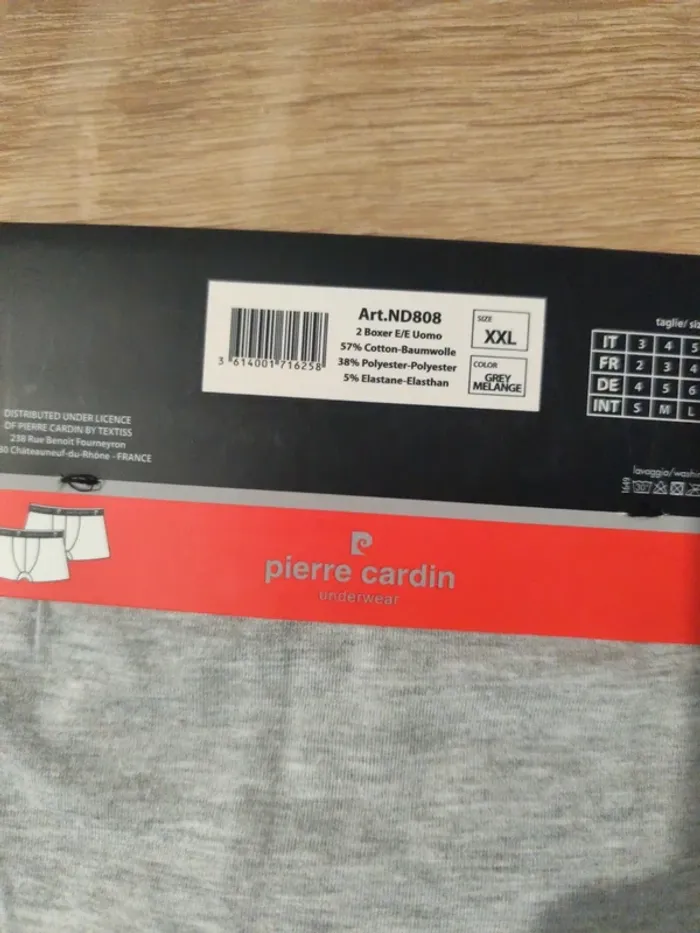 Art.ND808
2 Boxer E/E Uomo
57% Cotton-Baumwolle
38% Polyester-Polyester
5% Elastane-Elasthan
3 614001 716258
SIZE
XXL
COLOR
GREY
MELANGE
taglie/
IT 3 4 5
FR 2 3 4
DE 4 5 6
INT S M L
DISTRIBUTED UNDER LICENCE
OF PIERRE CARDIN BY TEXTISS
238 Rue Benoit Fourneyron
Châteauneuf-du-Rhône - FRANCE
pierre cardin
underwear